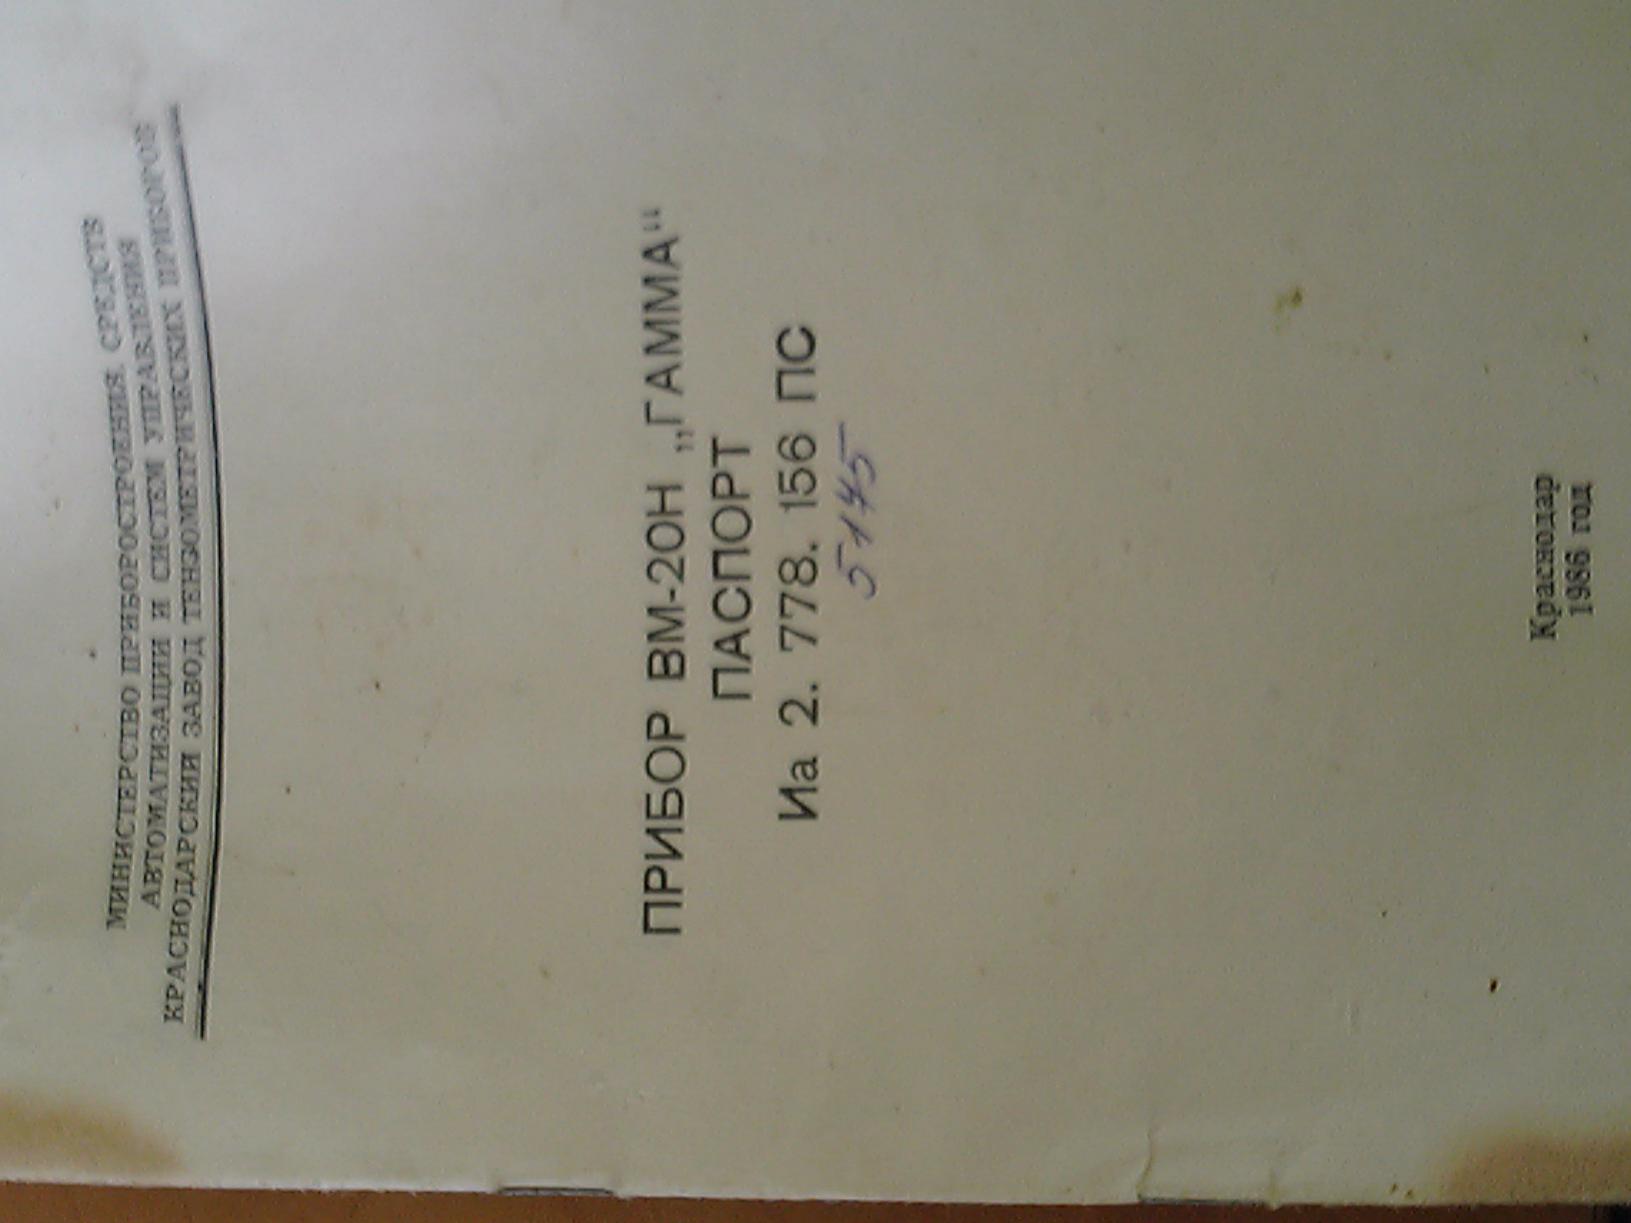 МИНИСТЕРСТВО ПРИБОРОСТРОЕНИЯ СРЕДСТВ
АВТОМАТИЗАЦИИ И СИСТЕМ УПРАВЛЕНИЯ
КРАСНОДАРСКИЙ ЗАВОД ТЕНЗОМЕТРИЧЕСКИХ ПРИБОРОВ
ПРИБОР ВМ-20Н „ГАММА“
ПАСПОРТ
Иа 2. 778. 156 ПС
5145
Краснодар
1986 год